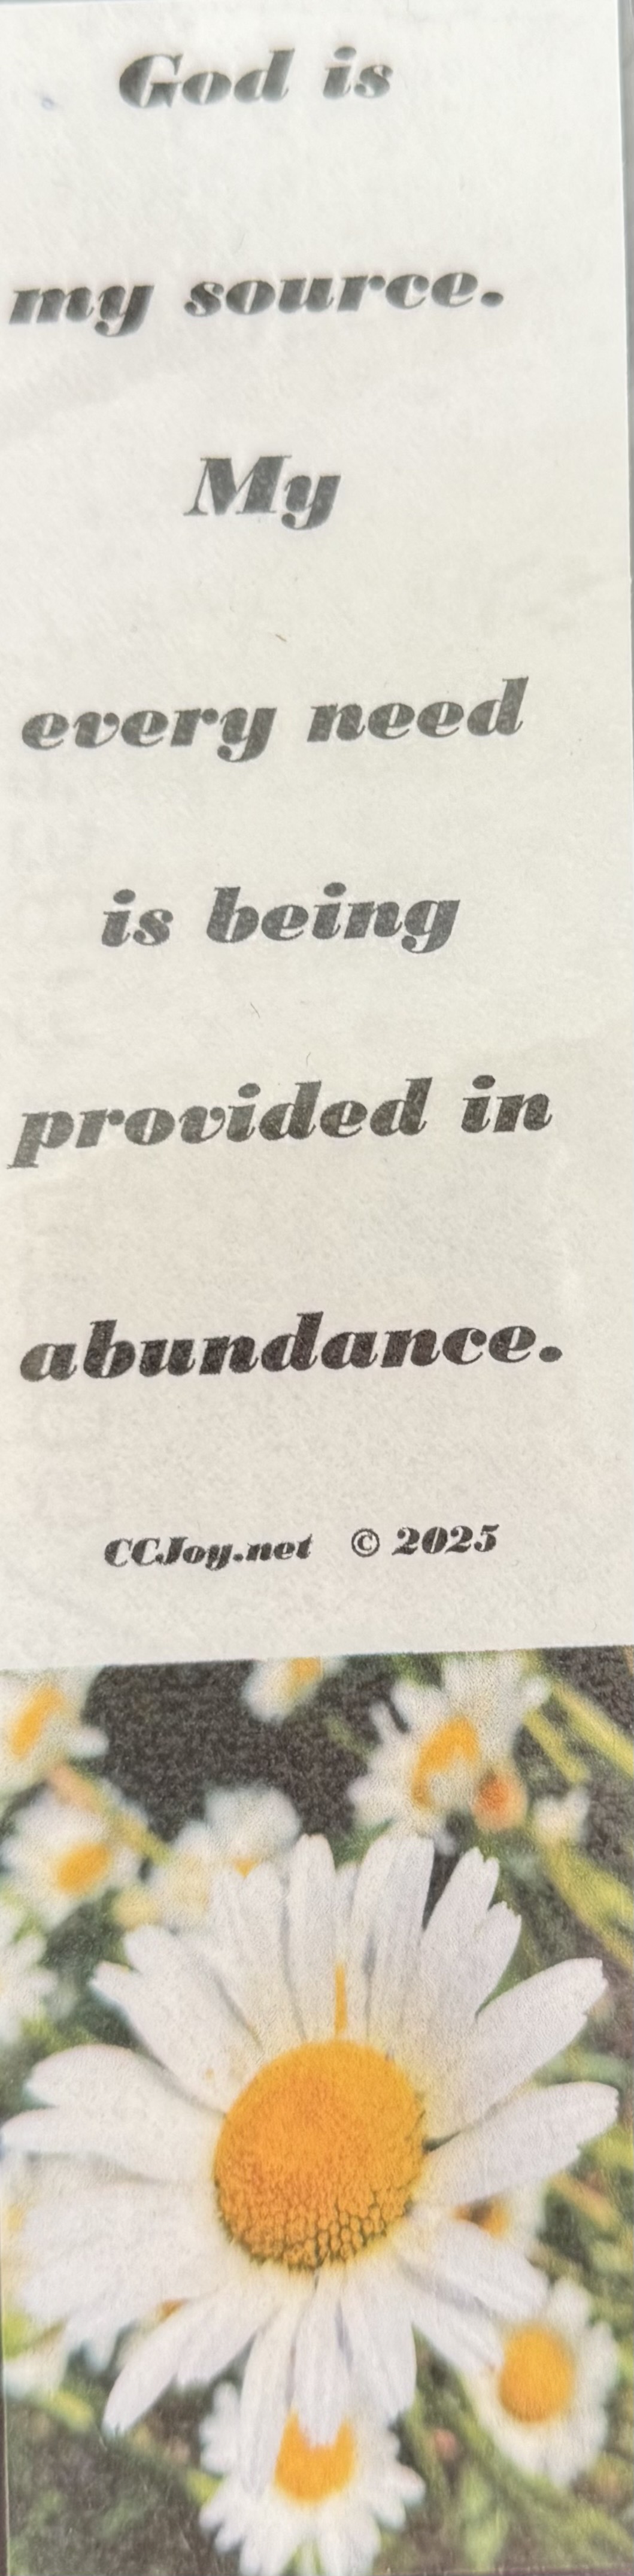 God is
my source.
My
every need
is being
provided in
abundance.
CCJoy.net © 2025